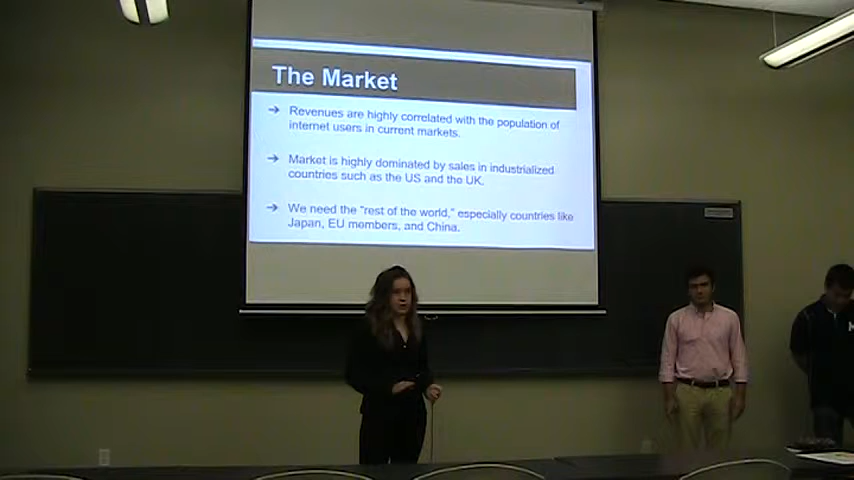 The Market
➔ Revenues are highly correlated with the population of
internet users in current markets.
➔ Market is highly dominated by sales in industrialized
countries such as the US and the UK.
➔ We need the “rest of the world,” especially countries like
Japan, EU members, and China.